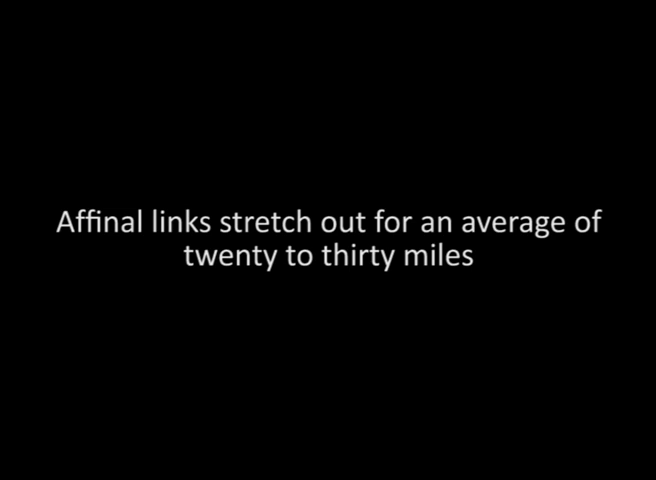 Affinal links stretch out for an average of
twenty to thirty miles